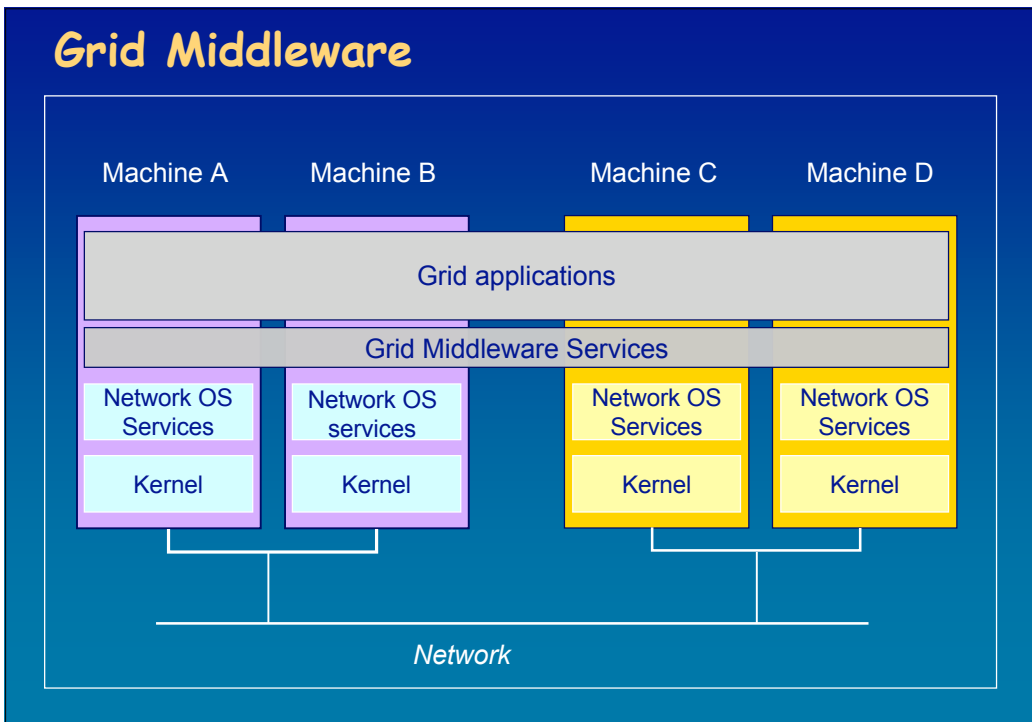 Grid Middleware
Machine A
Machine B
Machine C
Machine D
Grid applications
Grid Middleware Services
Network OS
Services
Network OS
services
Network OS
Services
Network OS
Services
Kernel
Kernel
Kernel
Kernel
Network